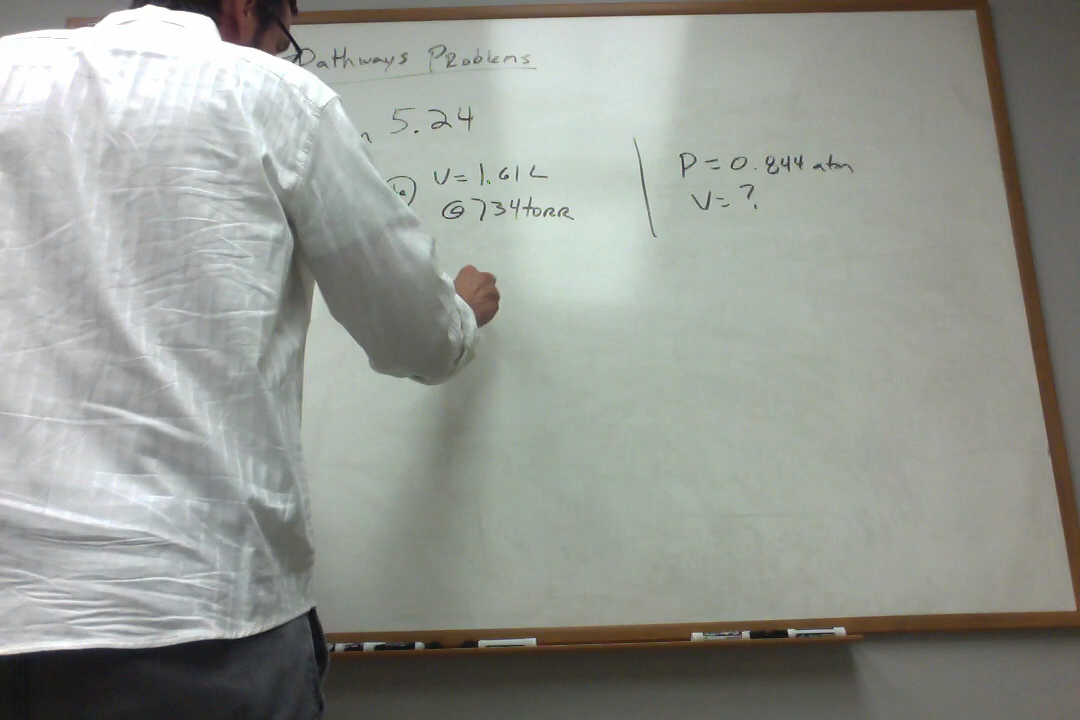 Pathways Problems
5.24
V = 1.61 L
@ 734 torr
P = 0.844 atm
V = ?